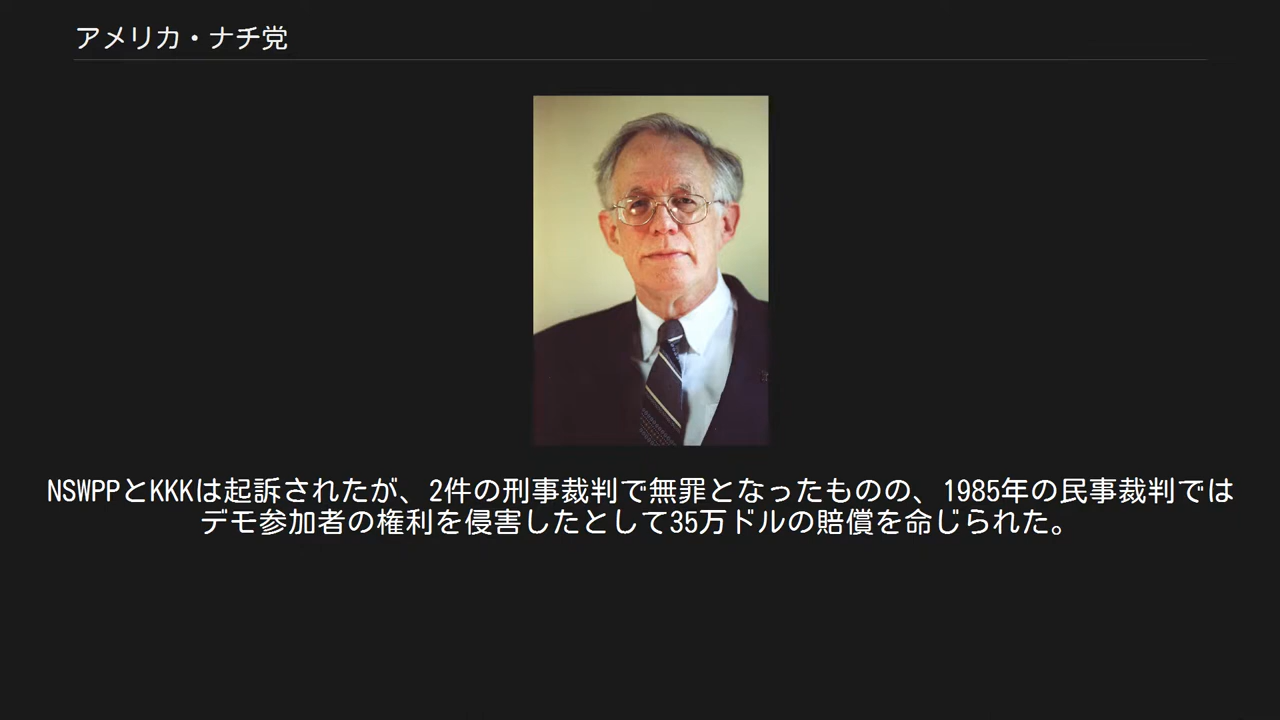 アメリカ・ナチ党
NSWPPとKKKは起訴されたが、2件の刑事裁判で無罪となったものの、1985年の民事裁判では
デモ参加者の権利を侵害したとして35万ドルの賠償を命じられた。